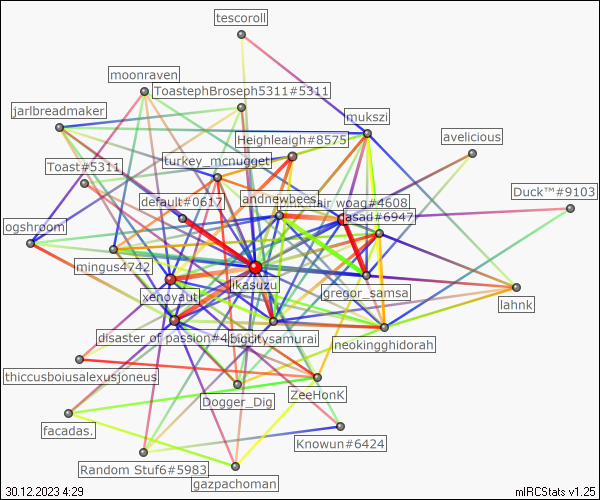 tescoroll
moonraven
ToastephBroseph5311#5311
jarlbreadmaker
mukszi
Heighleaigh#8575
avelicious
turkey_mcnugget
Toast#5311
Duck™#9103
andnewbees
hair woag#4608
default#0617
asad#6947
ogshroom
mingus4742
likasuzu
gregor_samsa
xenoyaut
lahnk
disaster of passion#4
bigcitysamurai
neokingghidorah
thiccusboiusalexusjoneus
Dogger_Dig
ZeeHonK
facadas.
Knowun#6424
Random Stuf6#5983
gazpachoman
30.12.2023 4:29
mIRCStats v1.25